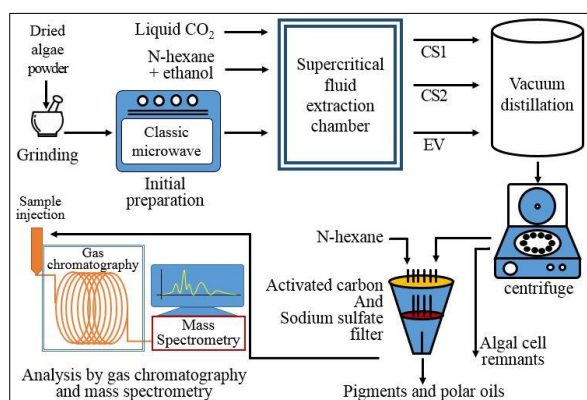 Dried
algae
powder
Grinding
Liquid CO₂
N-hexane
+ ethanol
Classic
microwave
Initial
preparation
Supercritical
fluid
extraction
chamber
CS1
CS2
EV
Vacuum
distillation
centrifuge
Sample
injection
Gas
chromatography
Mass
Spectrometry
Analysis by gas chromatography
and mass spectrometry
N-hexane
Activated carbon
And
Sodium sulfate
filter
Algal cell
remnants
Pigments and polar oils